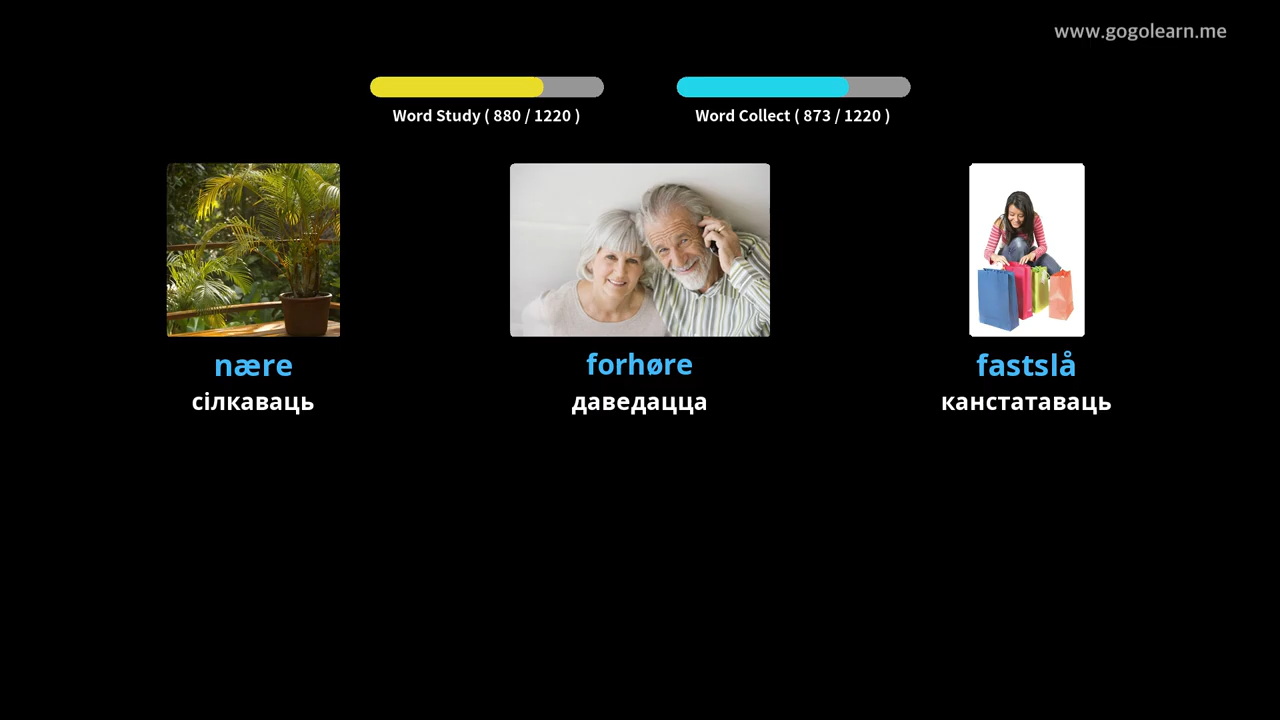 www.gogolearn.me
Word Study ( 880 / 1220 )
Word Collect ( 873 / 1220 )
nære
forhøre
fastslå
сілкаваць
даведацца
канстатаваць